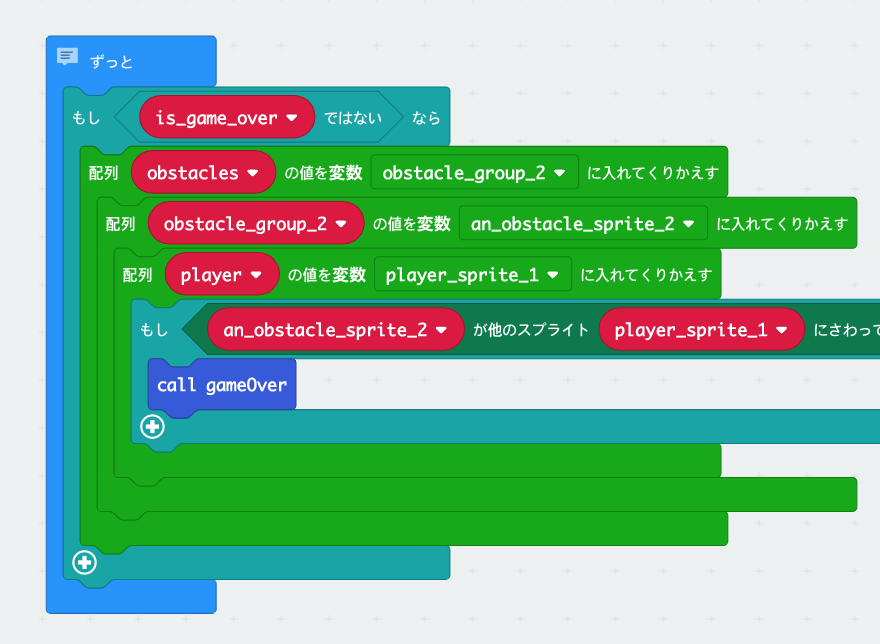 ずっと
もし is_game_over ではない なら
配列 obstacles の値を変数 obstacle_group_2 に入れてくりかえす
配列 obstacle_group_2 の値を変数 an_obstacle_sprite_2 に入れてくりかえす
配列 player の値を変数 player_sprite_1 に入れてくりかえす
もし an_obstacle_sprite_2 が他のスプライト player_sprite_1 にさわって
call gameOver